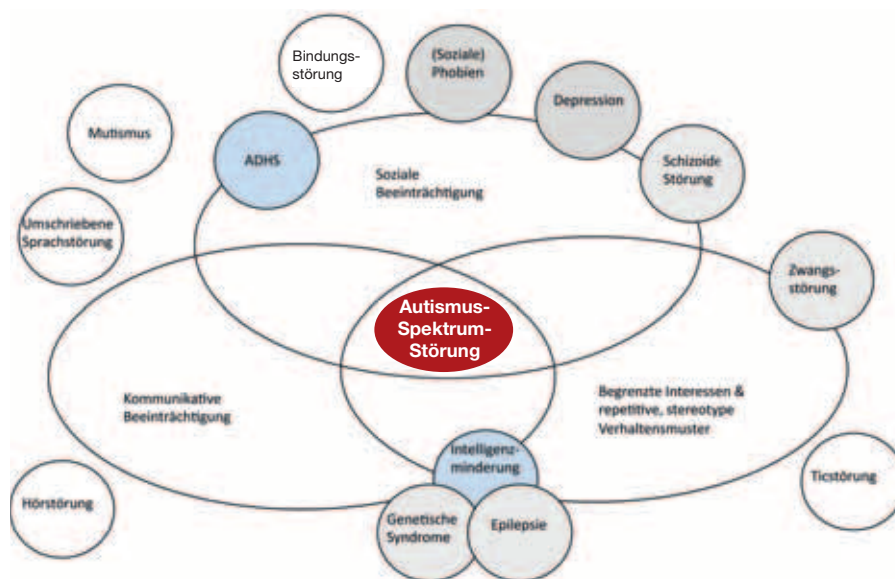 Bindungs-
störung
(Soziale)
Phobien
Depression
Mutismus
ADHS
Soziale
Beeinträchtigung
Schizoide
Störung
Umschriebene
Sprachstörung
Zwangs-
störung
Autismus-
Spektrum-
Störung
Kommunikative
Beeinträchtigung
Begrenzte Interessen &
repetitive, stereotype
Verhaltensmuster
Intelligenz-
minderung
Ticstörung
Hörstörung
Genetische
Syndrome
Epilepsie